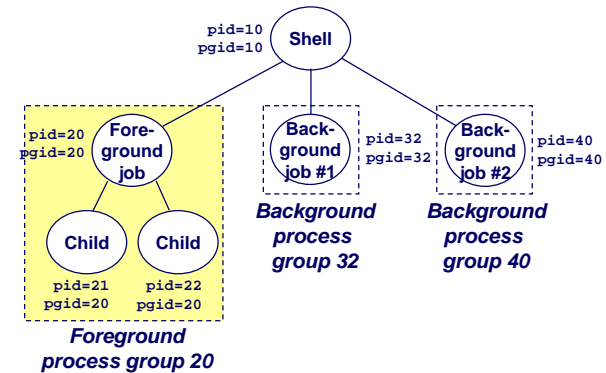 pid=10
pgid=10
Shell
pid=20
pgid=20
Fore-
ground
job
Back-
ground
job #1
pid=32
pgid=32
Back-
ground
job #2
pid=40
pgid=40
Child
Child
pid=21
pgid=20
pid=22
pgid=20
Background
process
group 32
Background
process
group 40
Foreground
process group 20